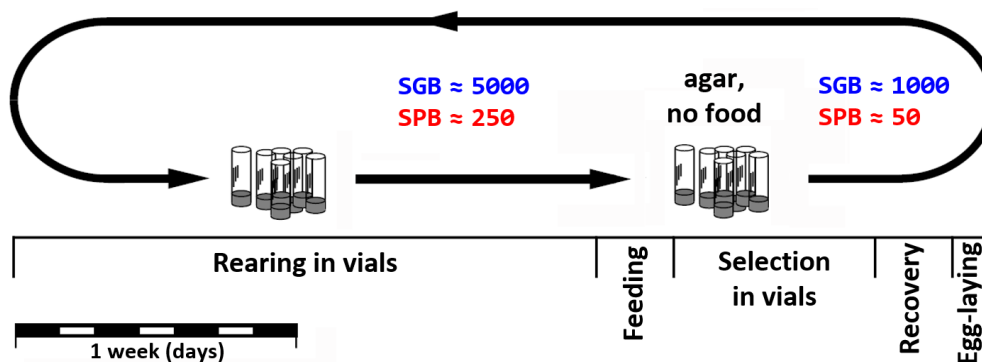 SGB ≈ 5000
SPB ≈ 250
agar,
no food
SGB ≈ 1000
SPB ≈ 50
Rearing in vials
Feeding
Selection
in vials
Recovery
Egg-laying
1 week (days)